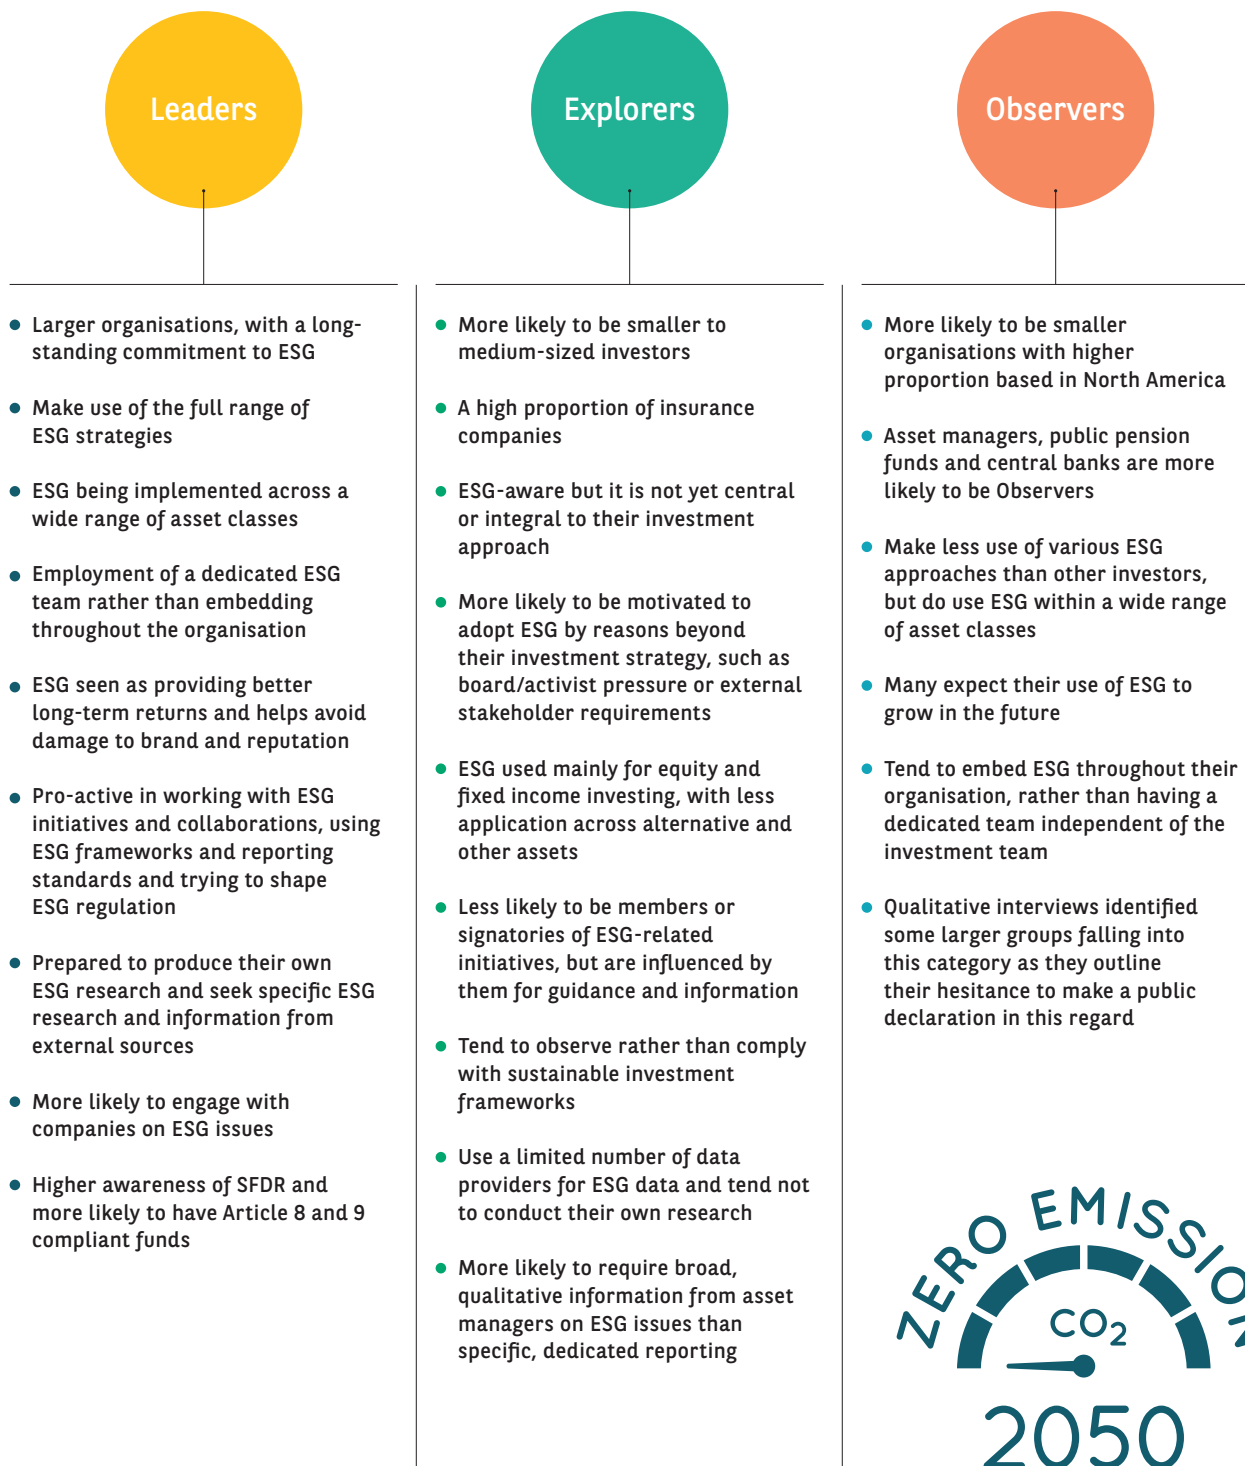 Leaders
Larger organisations, with a long-
standing commitment to ESG
Make use of the full range of
ESG strategies
ESG being implemented across a
wide range of asset classes
Employment of a dedicated ESG
team rather than embedding
throughout the organisation
ESG seen as providing better
long-term returns and helps avoid
damage to brand and reputation
Pro-active in working with ESG
initiatives and collaborations, using
ESG frameworks and reporting
standards and trying to shape
ESG regulation
Prepared to produce their own
ESG research and seek specific ESG
research and information from
external sources
More likely to engage with
companies on ESG issues
Higher awareness of SFDR and
more likely to have Article 8 and 9
compliant funds
Explorers
More likely to be smaller to
medium-sized investors
A high proportion of insurance
companies
ESG-aware but it is not yet central
or integral to their investment
approach
More likely to be motivated to
adopt ESG by reasons beyond
their investment strategy, such as
board/activist pressure or external
stakeholder requirements
ESG used mainly for equity and
fixed income investing, with less
application across alternative and
other assets
Less likely to be members or
signatories of ESG-related
initiatives, but are influenced by
them for guidance and information
Tend to observe rather than comply
with sustainable investment
frameworks
Use a limited number of data
providers for ESG data and tend not
to conduct their own research
More likely to require broad,
qualitative information from asset
managers on ESG issues than
specific, dedicated reporting
Observers
More likely to be smaller
organisations with higher
proportion based in North America
Asset managers, public pension
funds and central banks are more
likely to be Observers
Make less use of various ESG
approaches than other investors,
but do use ESG within a wide range
of asset classes
Many expect their use of ESG to
grow in the future
Tend to embed ESG throughout their
organisation, rather than having a
dedicated team independent of the
investment team
Qualitative interviews identified
some larger groups falling into
this category as they outline
their hesitance to make a public
declaration in this regard
ZERO EMISSION
CO2
2050